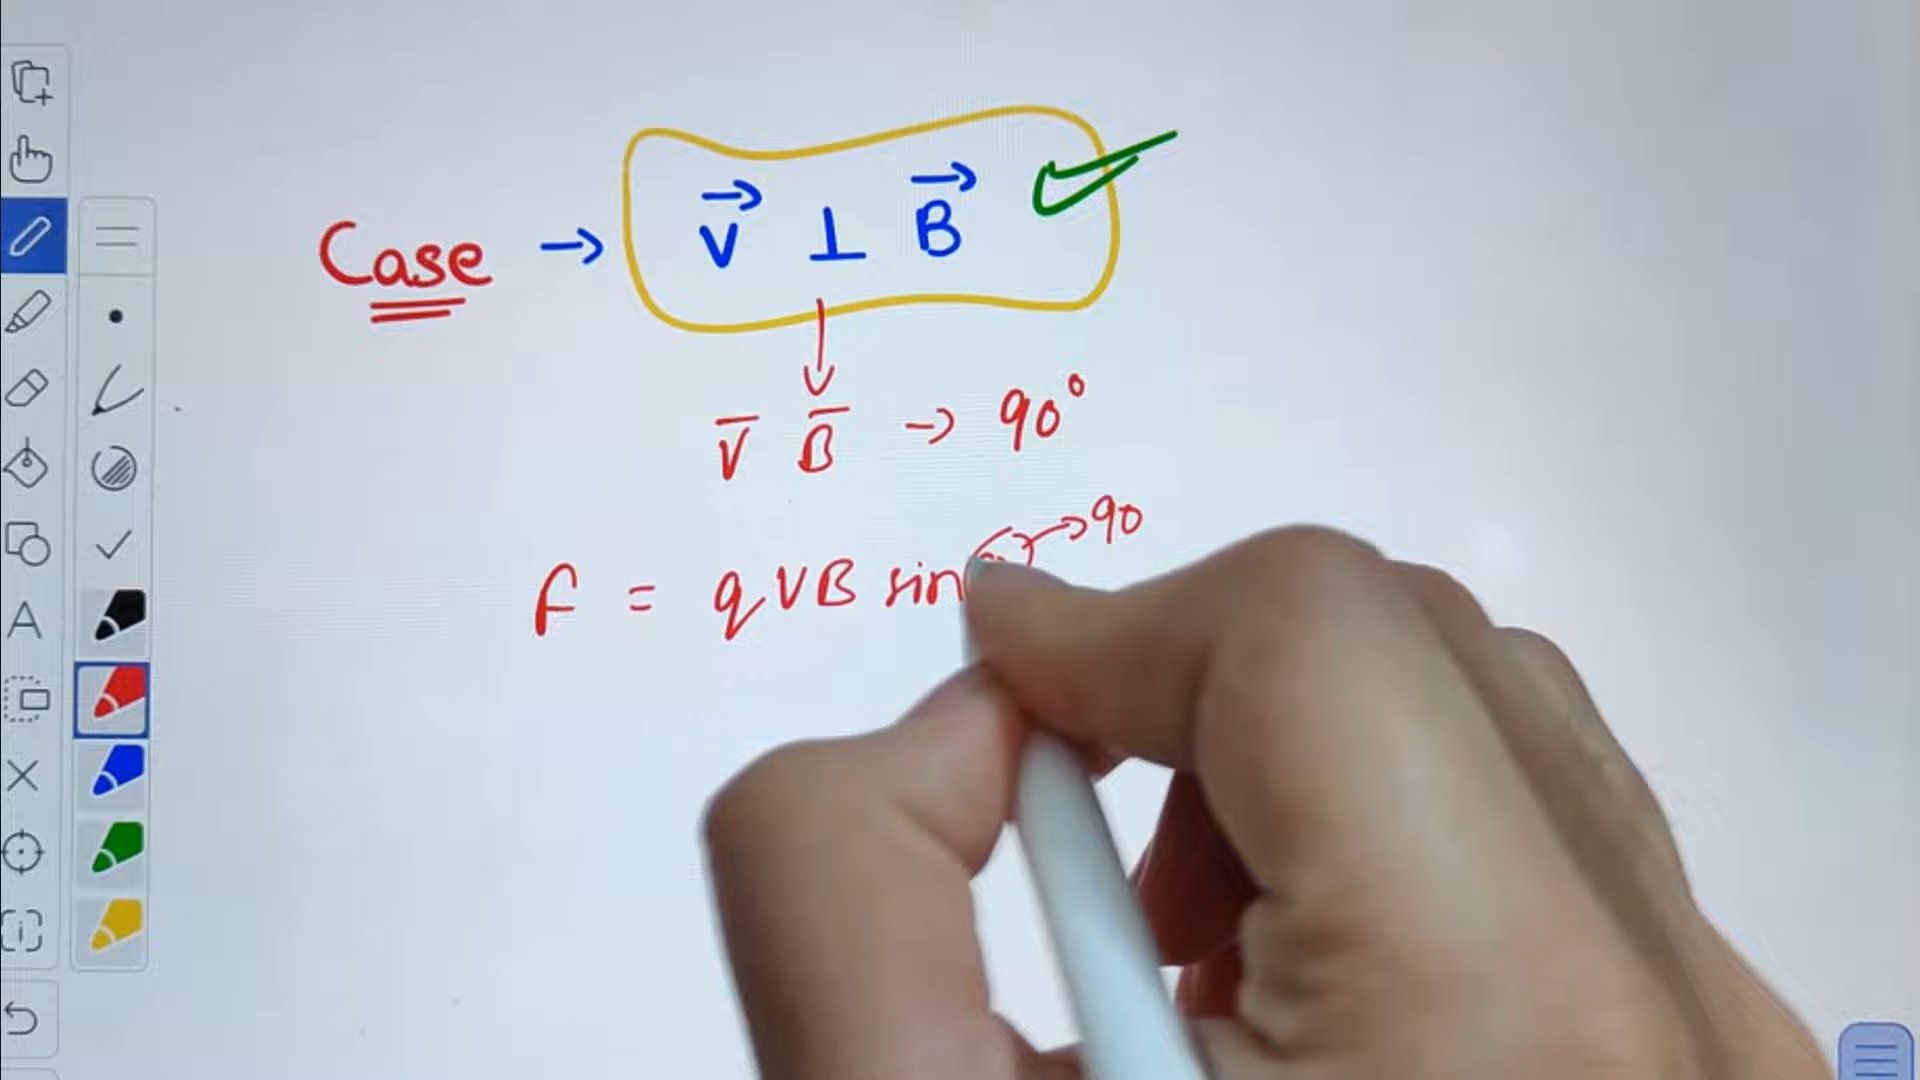 Case → v⃗ ⊥ B⃗
V̅ B̅ → 90°
F = qVB sin → 90